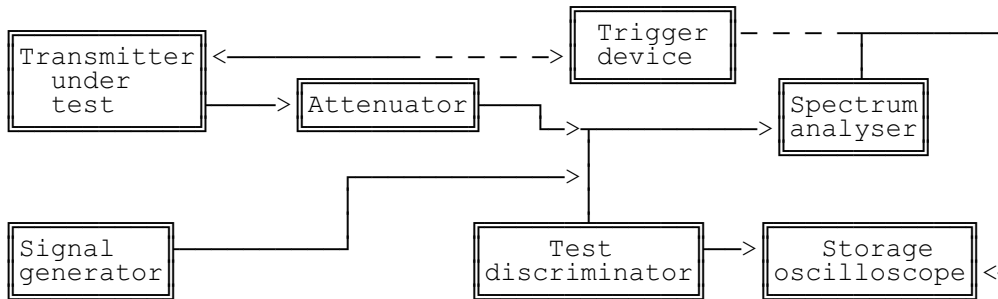 Transmitter
under
test
Trigger
device
Attenuator
Spectrum
analyser
Signal
generator
Test
discriminator
Storage
oscilloscope